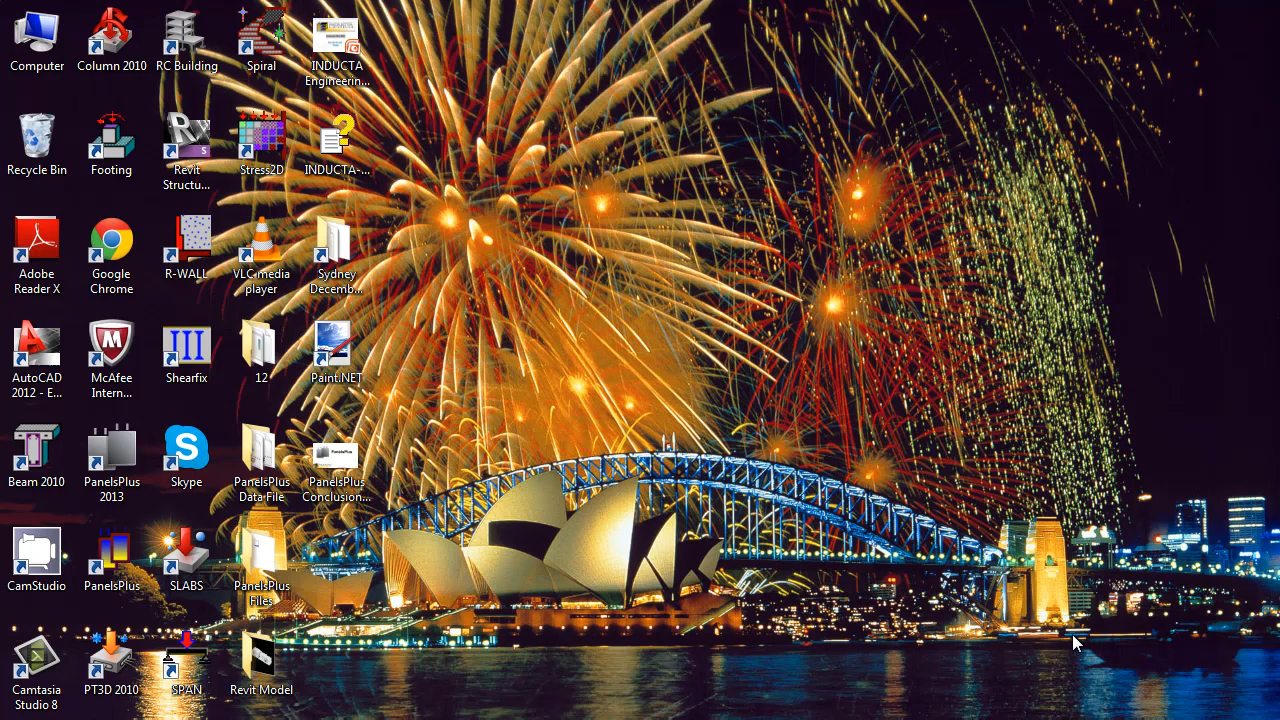 Computer
Column 2010
RC Building
Spiral
INDUCTA
Engineerin...
Recycle Bin
Footing
Revit
Structu...
Stress2D
INDUCTA-...
Adobe
Reader X
Google
Chrome
R-WALL
VLC media
player
Sydney
Decemb...
AutoCAD
2012 - E...
McAfee
Intern...
Shearfix
12
Paint.NET
Beam 2010
PanelsPlus
2013
Skype
PanelsPlus
Data File
PanelsPlus
Conclusion...
CamStudio
PanelsPlus
SLABS
PanelsPlus
Files
Camtasia
Studio 8
PT3D 2010
SPAN
Revit Model